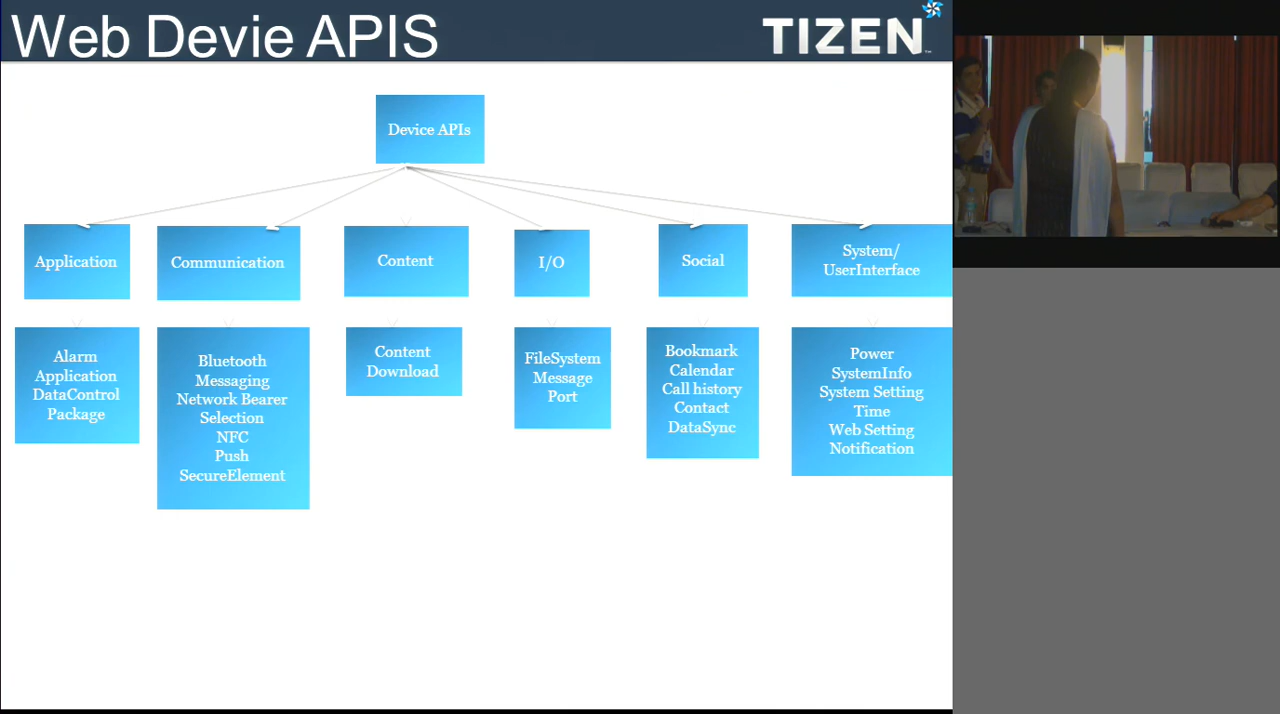 Web Devie APIS
TIZEN
Device APIs
Application
Communication
Content
I/O
Social
System/
UserInterface
Alarm
Application
DataControl
Package
Bluetooth
Messaging
Network Bearer
Selection
NFC
Push
SecureElement
Content
Download
FileSystem
Message
Port
Bookmark
Calendar
Call history
Contact
DataSync
Power
SystemInfo
System Setting
Time
Web Setting
Notification